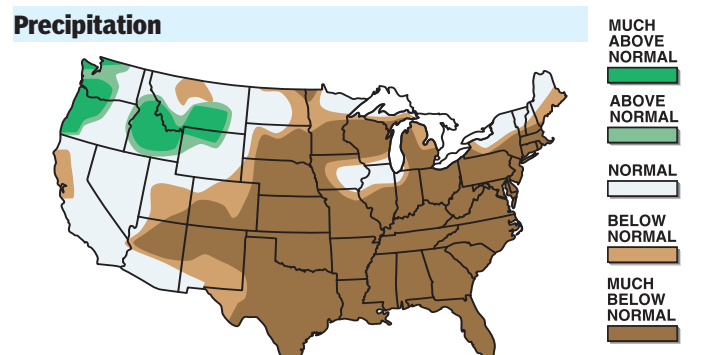 Precipitation
MUCH
ABOVE
NORMAL
ABOVE
NORMAL
NORMAL
BELOW
NORMAL
MUCH
BELOW
NORMAL